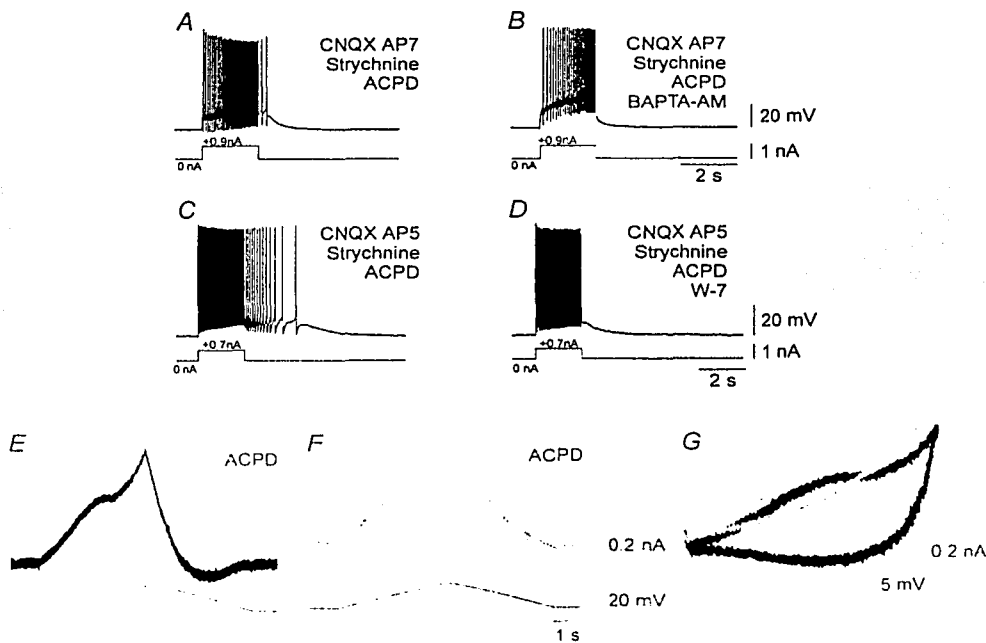 A
CNQX AP7
Strychnine
ACPD
+0.9nA
0 nA
B
CNQX AP7
Strychnine
ACPD
BAPTA-AM
20 mV
+0.9nA
1 nA
0 nA
2 s
C
CNQX AP5
Strychnine
ACPD
+0.7nA
0 nA
D
CNQX AP5
Strychnine
ACPD
W-7
20 mV
+0.7nA
1 nA
0 nA
2 s
E
ACPD
F
ACPD
0.2 nA
20 mV
1 s
G
0 2 nA
5 mV